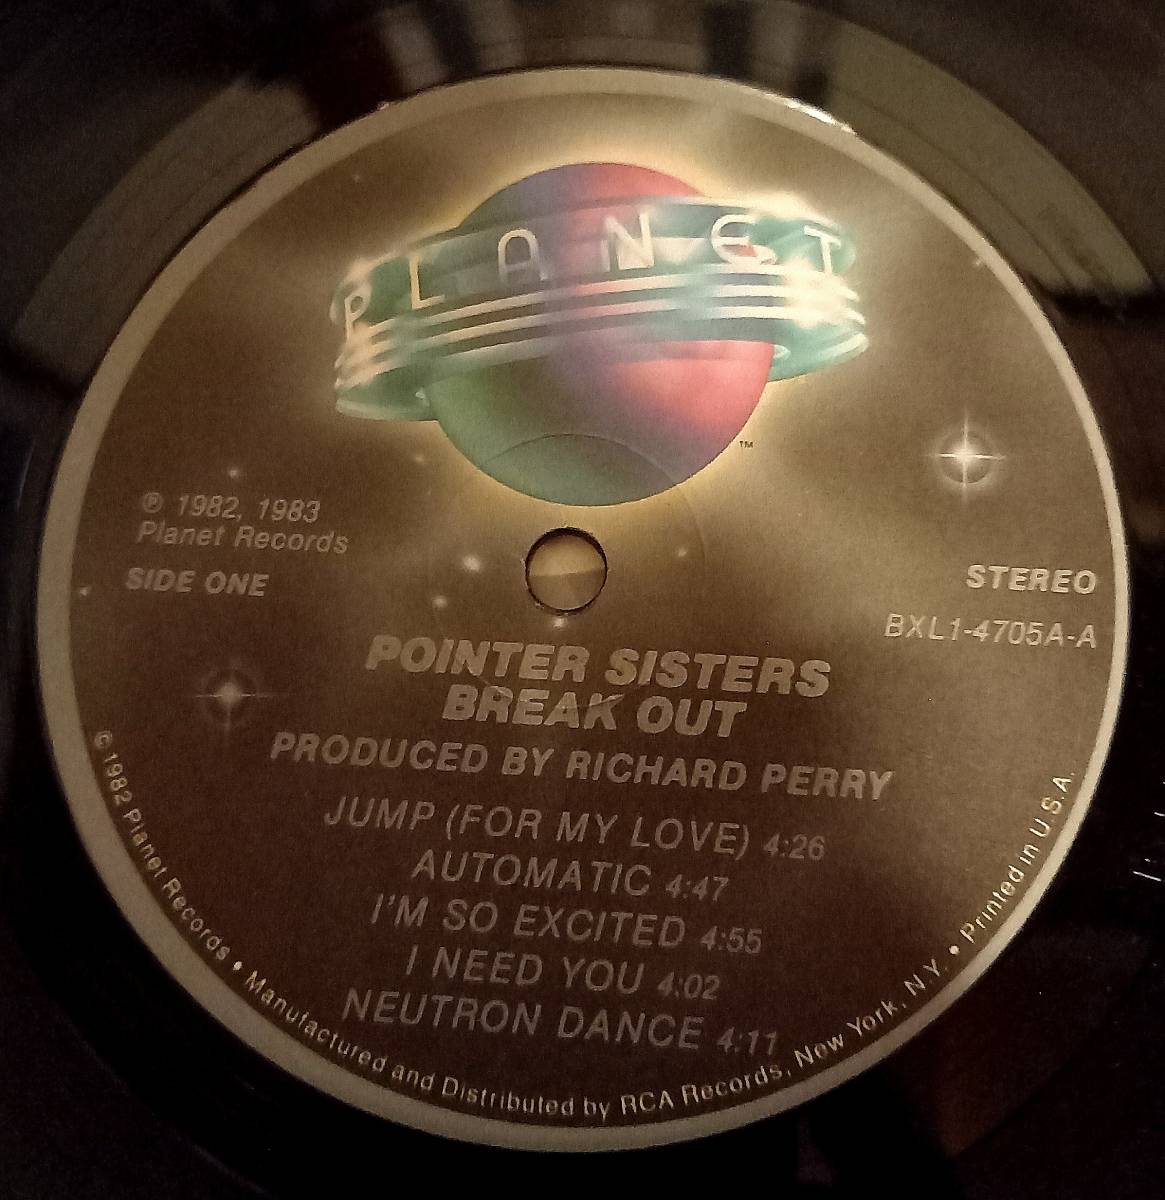 PLANET
™
℗ 1982, 1983
Planet Records
SIDE ONE
STEREO
BXL1-4705A-A
POINTER SISTERS
BREAK OUT
PRODUCED BY RICHARD PERRY
JUMP (FOR MY LOVE) 4:26
AUTOMATIC 4:47
I'M SO EXCITED 4:55
I NEED YOU 4:02
NEUTRON DANCE 4:11
© 1982 Planet Records • Manufactured and Distributed by RCA Records, New York, N.Y. • Printed in U.S.A.